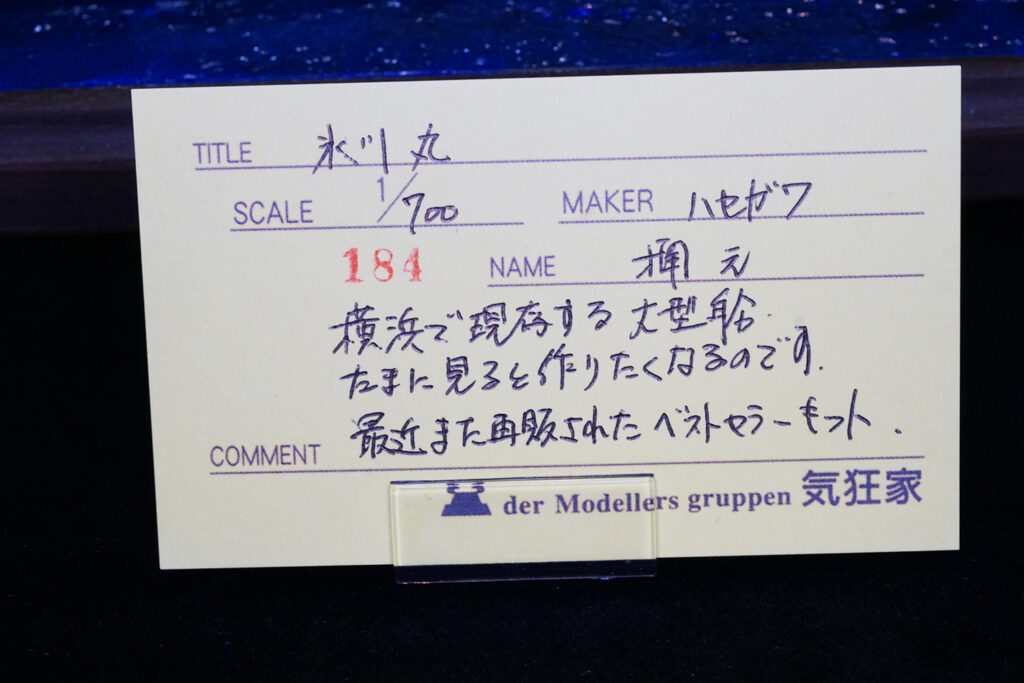 TITLE 氷川丸
SCALE 1/700 MAKER ハセガワ
184 NAME 元
横浜で現存する大型船.
たまに見ると作りたくなるのです.
最近また再販されたベストセラーキット.
COMMENT
der Modellers gruppen 気狂家